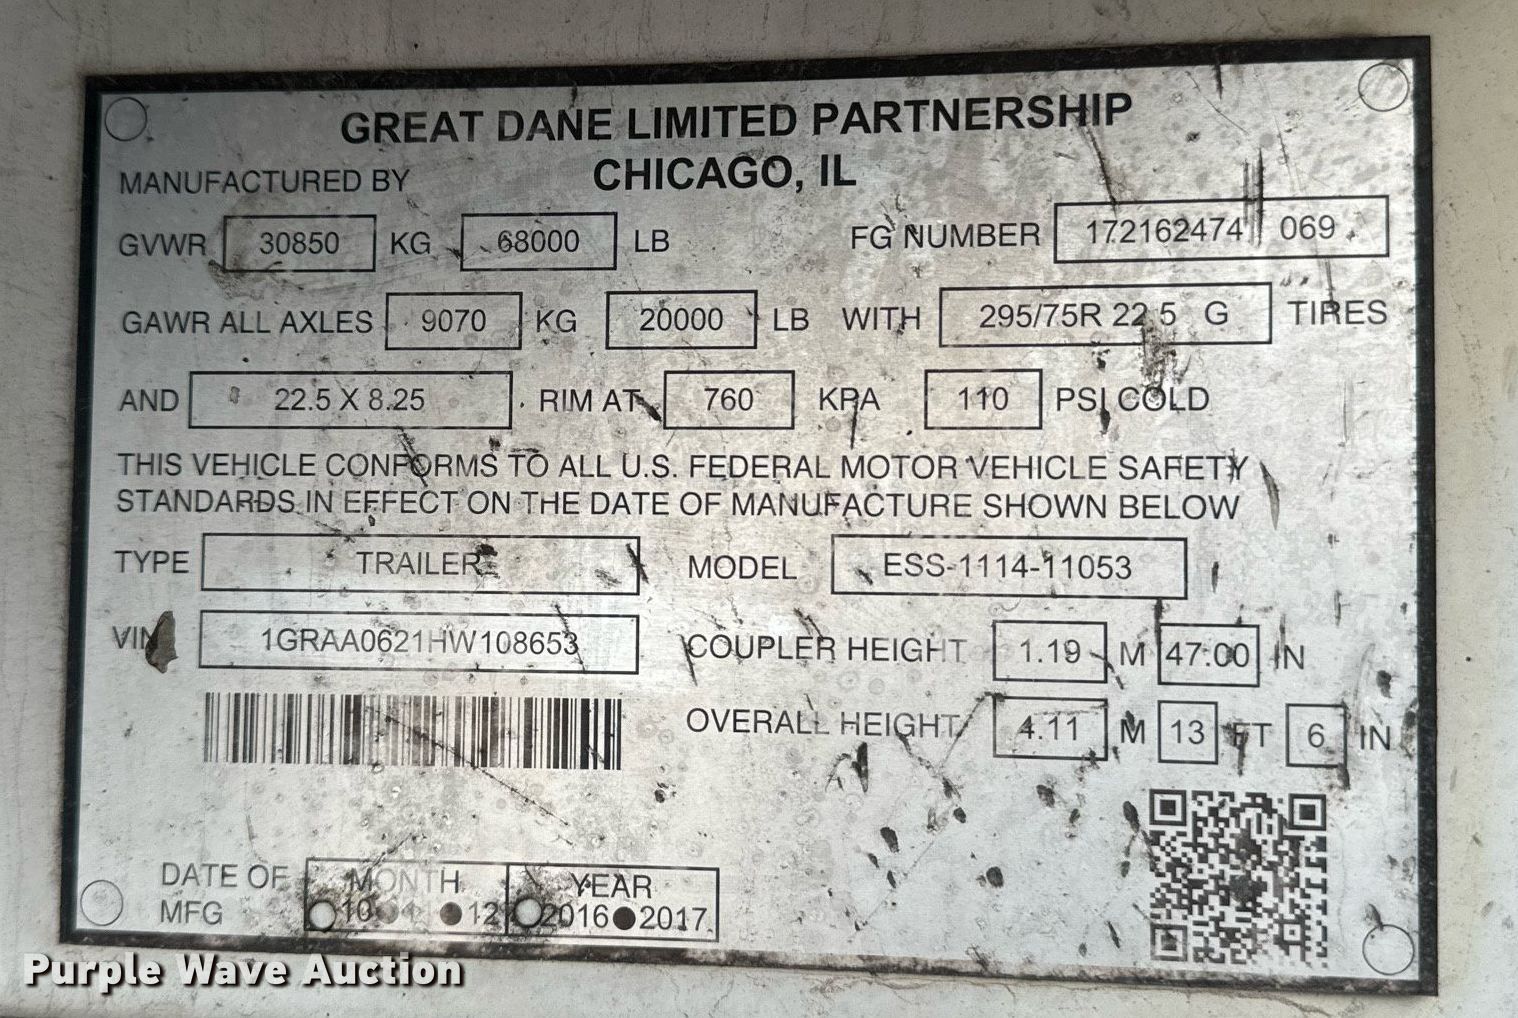 GREAT DANE LIMITED PARTNERSHIP
MANUFACTURED BY CHICAGO, IL
GVWR 30850 KG 68000 LB FG NUMBER 172162474 069
GAWR ALL AXLES 9070 KG 20000 LB WITH 295/75R 22.5 G TIRES
AND 22.5 X 8.25 RIM AT 760 KPA 110 PSI COLD
THIS VEHICLE CONFORMS TO ALL U.S. FEDERAL MOTOR VEHICLE SAFETY
STANDARDS IN EFFECT ON THE DATE OF MANUFACTURE SHOWN BELOW
TYPE TRAILER MODEL ESS-1114-11053
VIN 1GRAA0621HW108653 COUPLER HEIGHT 1.19 M 47.00 IN
OVERALL HEIGHT 4.11 M 13 FT 6 IN
DATE OF MONTH YEAR
MFG 10 12 2016 2017
Purple Wave Auction